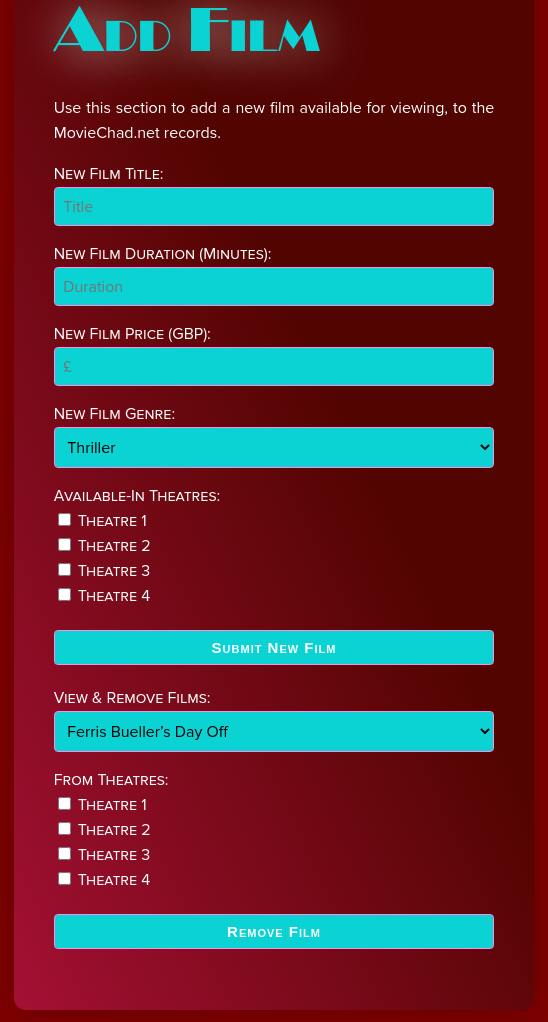 Add Film
Use this section to add a new film available for viewing, to the
MovieChad.net records.
New Film Title:
Title
New Film Duration (Minutes):
Duration
New Film Price (GBP):
£
New Film Genre:
Thriller
Available-In Theatres:
Theatre 1
Theatre 2
Theatre 3
Theatre 4
Submit New Film
View & Remove Films:
Ferris Bueller’s Day Off
From Theatres:
Theatre 1
Theatre 2
Theatre 3
Theatre 4
Remove Film